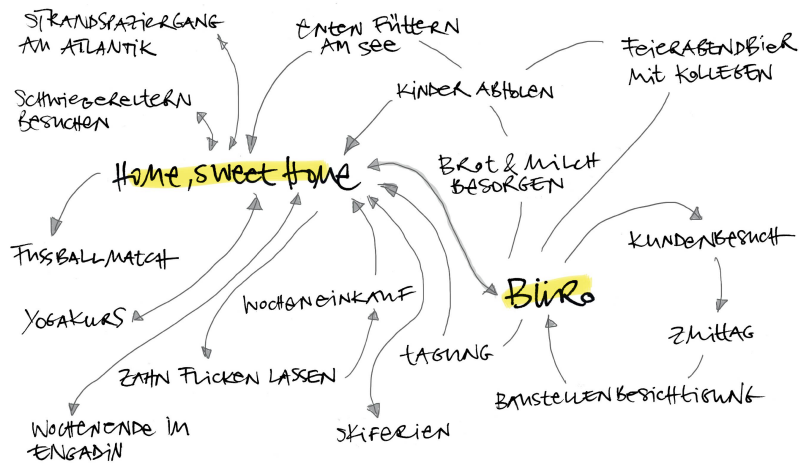 STRANDSPAZIERGANG
AM ATLANTIK
ENTEN FÜTTERN
AM SEE
FEIERABENDBIER
MIT KOLLEGEN
SCHWIEGERELTERN
BESUCHEN
KINDER ABHOLEN
HOME, SWEET HOME
BROT & MILCH
BESORGEN
FUSSBALLMATCH
KUNDENBESUCH
YOGAKURS
WOCHENEINKAUF
BÜRO
ZMITTAG
TAGUNG
ZAHN FLICKEN LASSEN
BAUSTELLENBESICHTIGUNG
WOCHENENDE IM
ENGADIN
SKIFERIEN